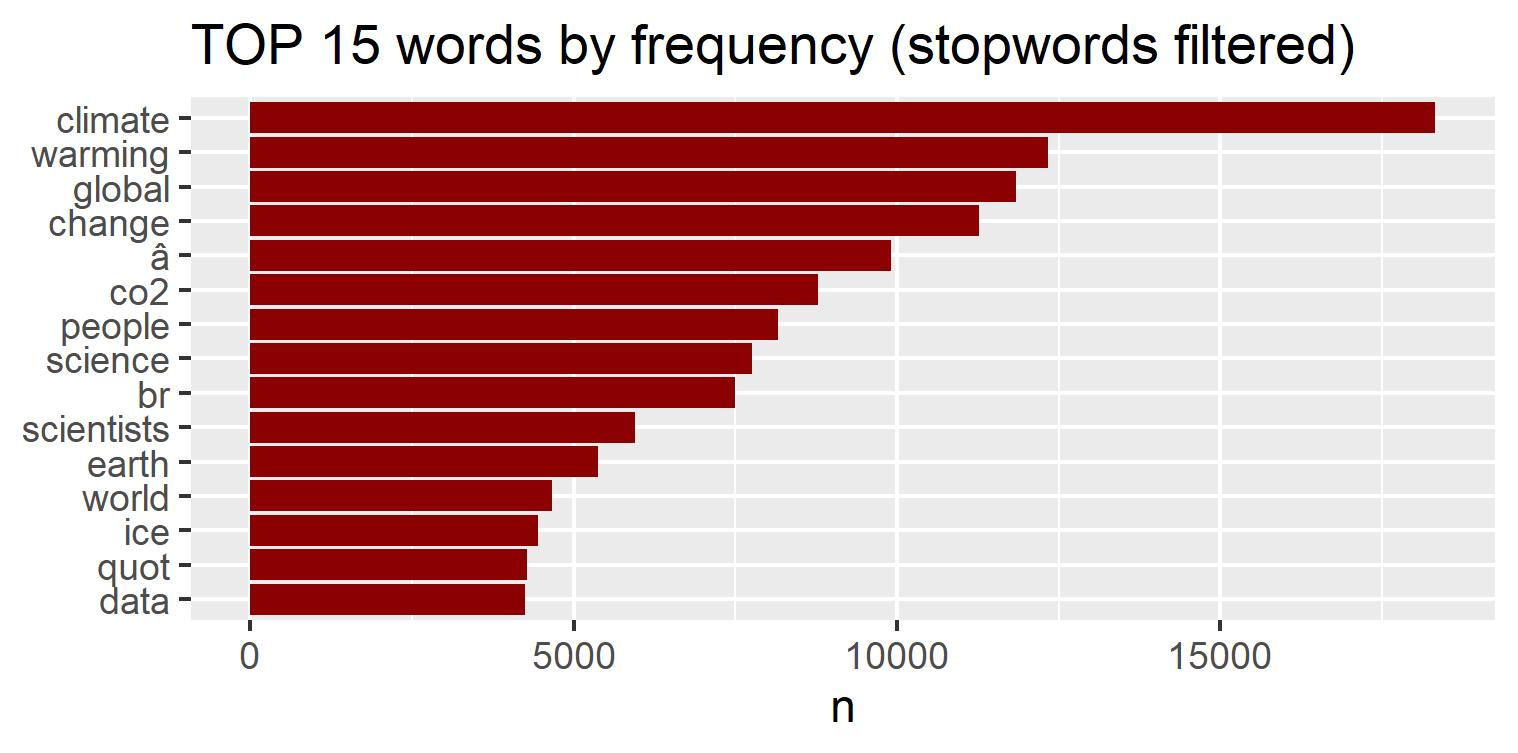 TOP 15 words by frequency (stopwords filtered)
climate
warming
global
change
â
co2
people
science
br
scientists
earth
world
ice
quot
data
0 5000 10000 15000
n